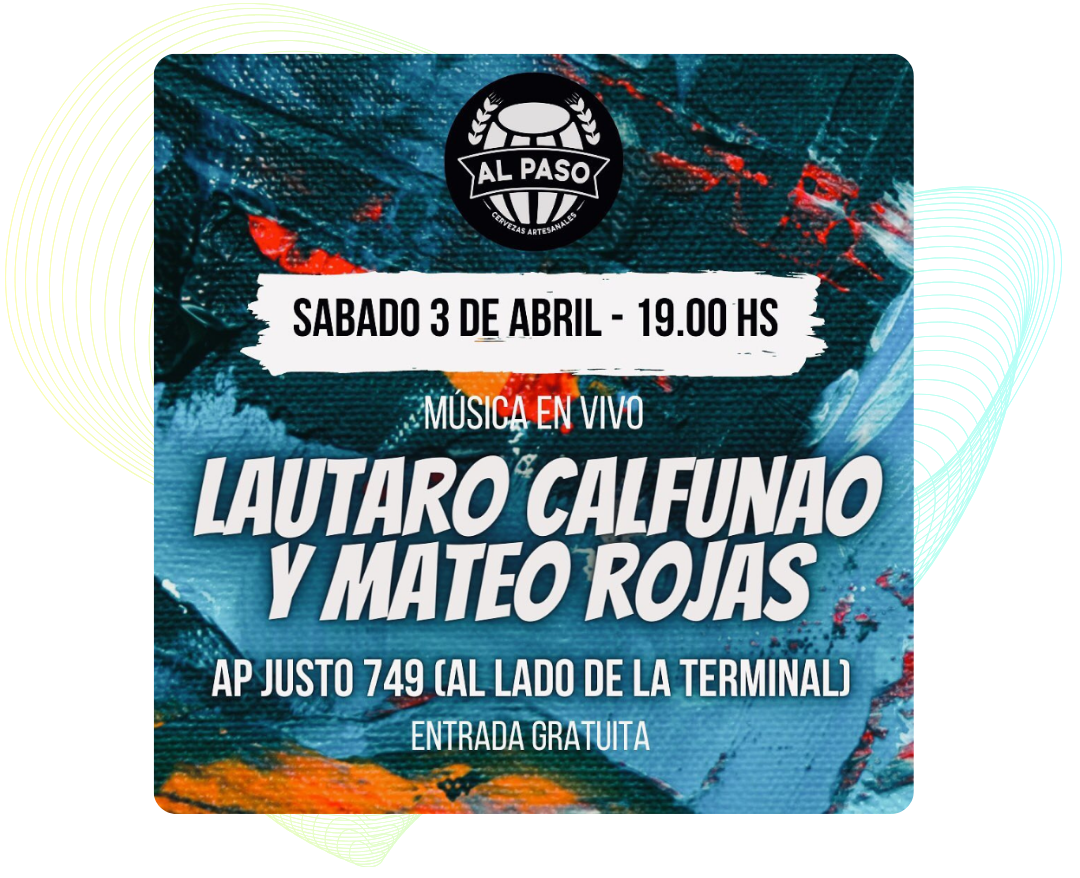 AL PASO
CERVEZAS ARTESANALES
SABADO 3 DE ABRIL - 19.00 HS
MÚSICA EN VIVO
LAUTARO CALFUNAO
Y MATEO ROJAS
AP JUSTO 749 (AL LADO DE LA TERMINAL)
ENTRADA GRATUITA